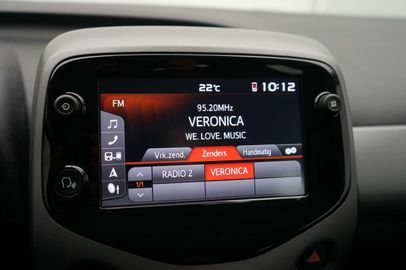 22°C 10:12
FM
95.20MHz
VERONICA
WE. LOVE. MUSIC
Vrk.zend. Zenders Handmatig
1/1 RADIO 2 VERONICA